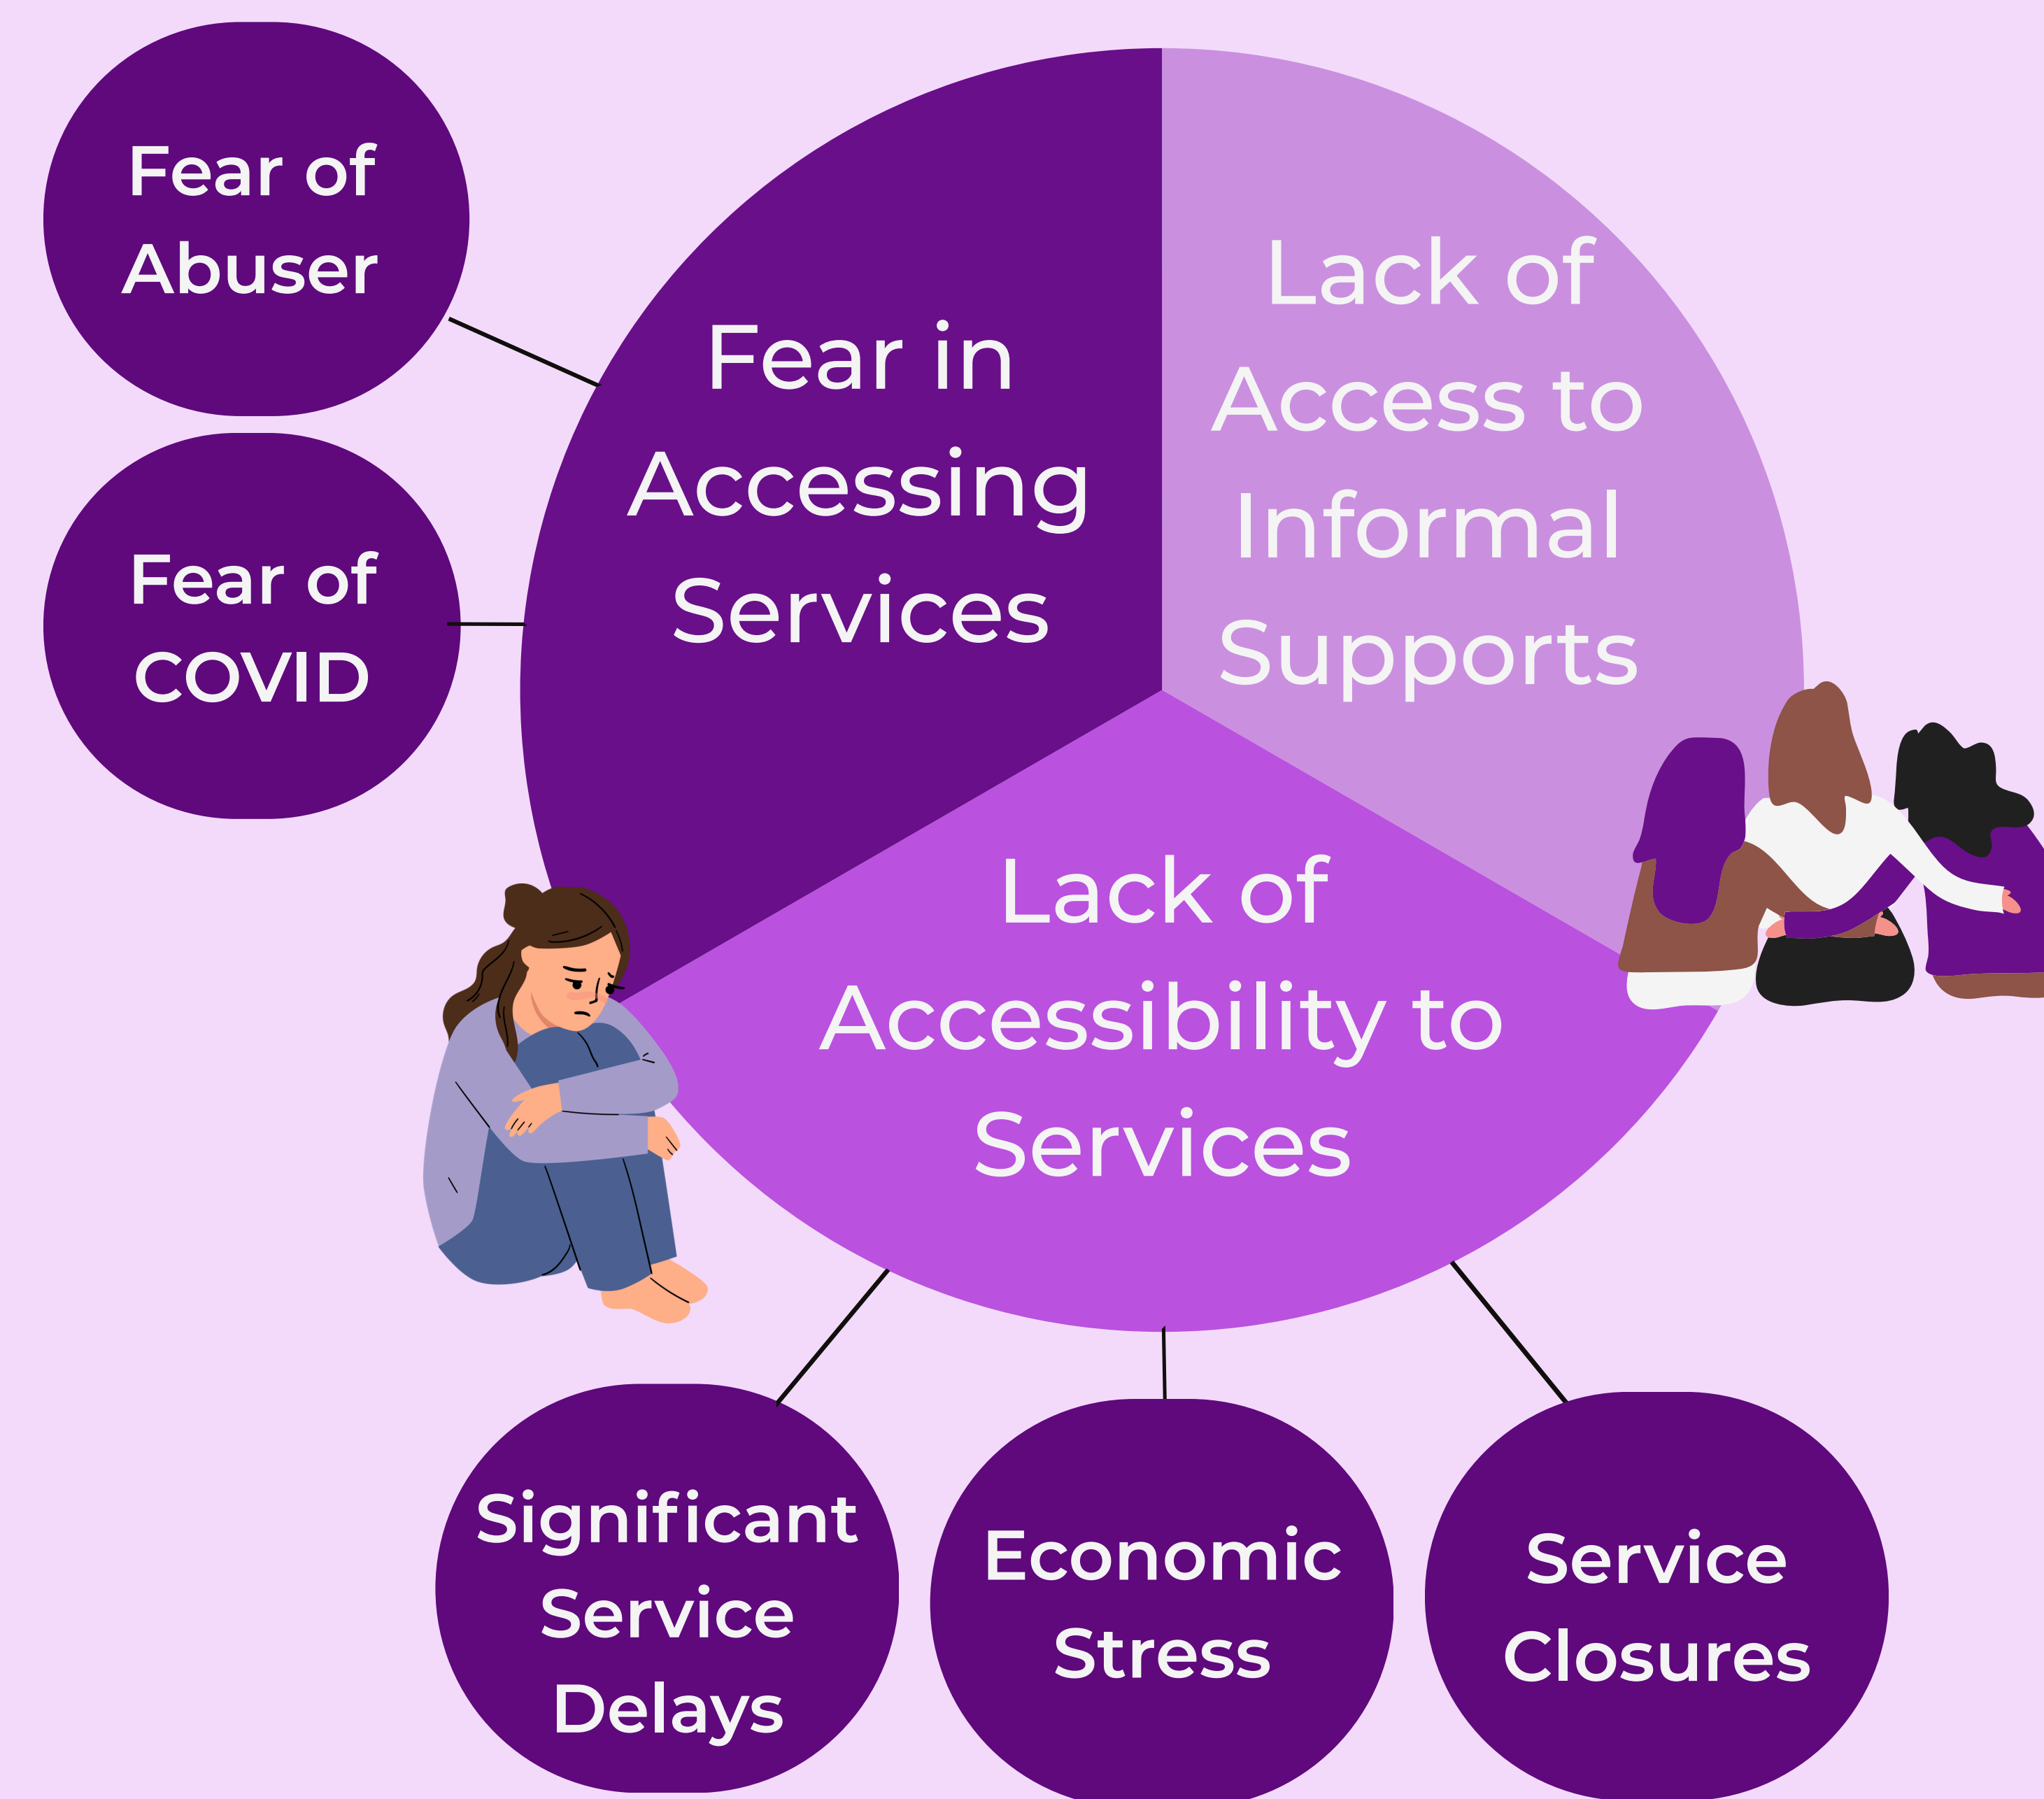 Fear of
Abuser
Fear of
COVID
Fear in
Accessing
Services
Lack of
Access to
Informal
Supports
Lack of
Accessibility to
Services
Significant
Service
Delays
Economic
Stress
Service
Closures